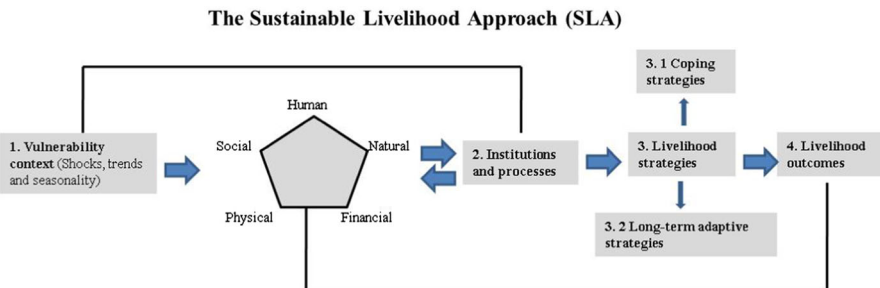 The Sustainable Livelihood Approach (SLA)
1. Vulnerability
context (Shocks, trends
and seasonality)
Human
Social
Natural
Physical
Financial
2. Institutions
and processes
3. 1 Coping
strategies
3. Livelihood
strategies
3. 2 Long-term adaptive
strategies
4. Livelihood
outcomes